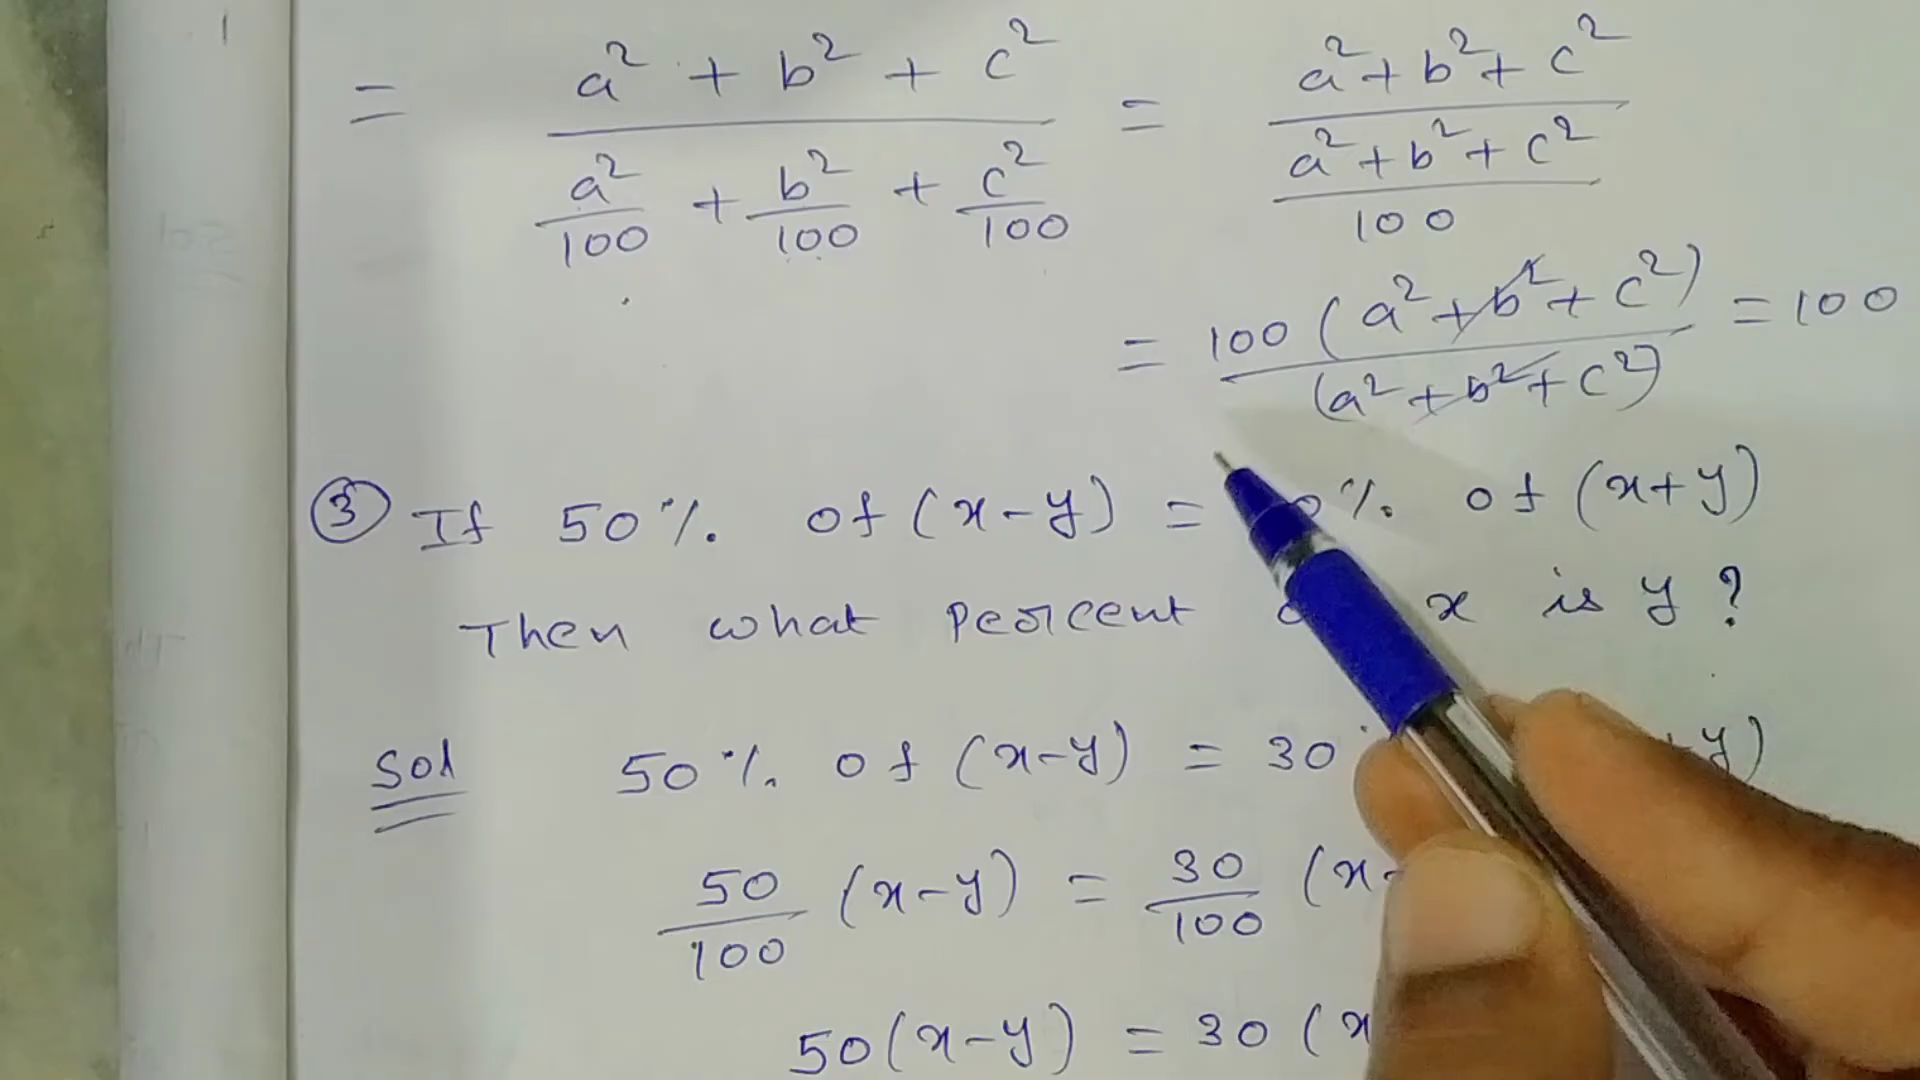 = a² + b² + c² / a²/100 + b²/100 + c²/100 = a² + b² + c² / a² + b² + c² / 100
= 100 (a² + b² + c²) / (a² + b² + c²) = 100
③ If 50% of (x-y) = 0% of (x+y)
Then what percent x is y ?
Sol 50% of (x-y) = 30 y)
50/100 (x-y) = 30/100 (x
50(x-y) = 30 (x